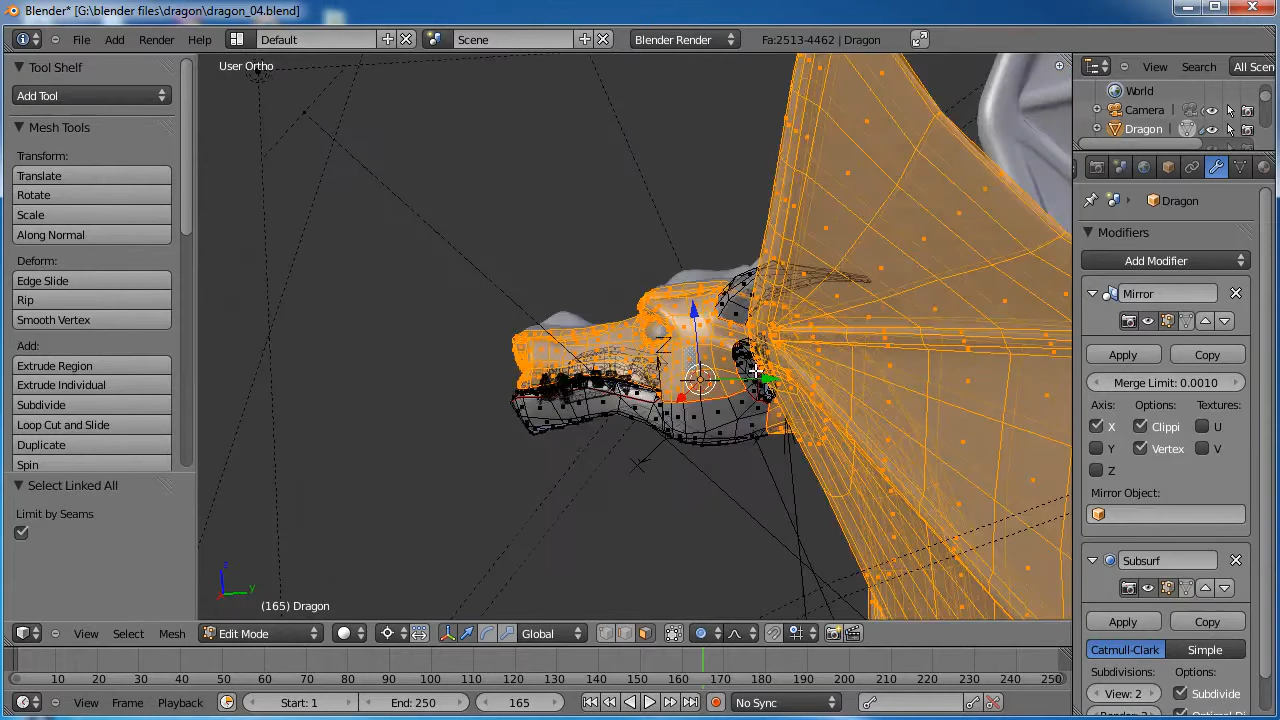 Blender* [G:\blender files\dragon\dragon_04.blend]
File Add Render Help Default Scene Blender Render Fa:2513-4462 | Dragon
Tool Shelf
Add Tool
Mesh Tools
Transform:
Translate
Rotate
Scale
Along Normal
Deform:
Edge Slide
Rip
Smooth Vertex
Add:
Extrude Region
Extrude Individual
Subdivide
Loop Cut and Slide
Duplicate
Spin
Select Linked All
Limit by Seams
User Ortho
z
y
(165) Dragon
View Search All Scen
World
Camera
Dragon
Dragon
Modifiers
Add Modifier
Mirror
Apply Copy
Merge Limit: 0.0010
Axis: Options: Textures:
X Clippi U
Y Vertex V
Z
Mirror Object:
Subsurf
Apply Copy
Catmull-Clark Simple
Subdivisions: Options:
View: 2 Subdivide
View Select Mesh Edit Mode Global
10 20 30 40 50 60 70 80 90 100 110 120 130 140 150 160 170 180 190 200 210 220 230 240 250
View Frame Playback Start: 1 End: 250 165 No Sync